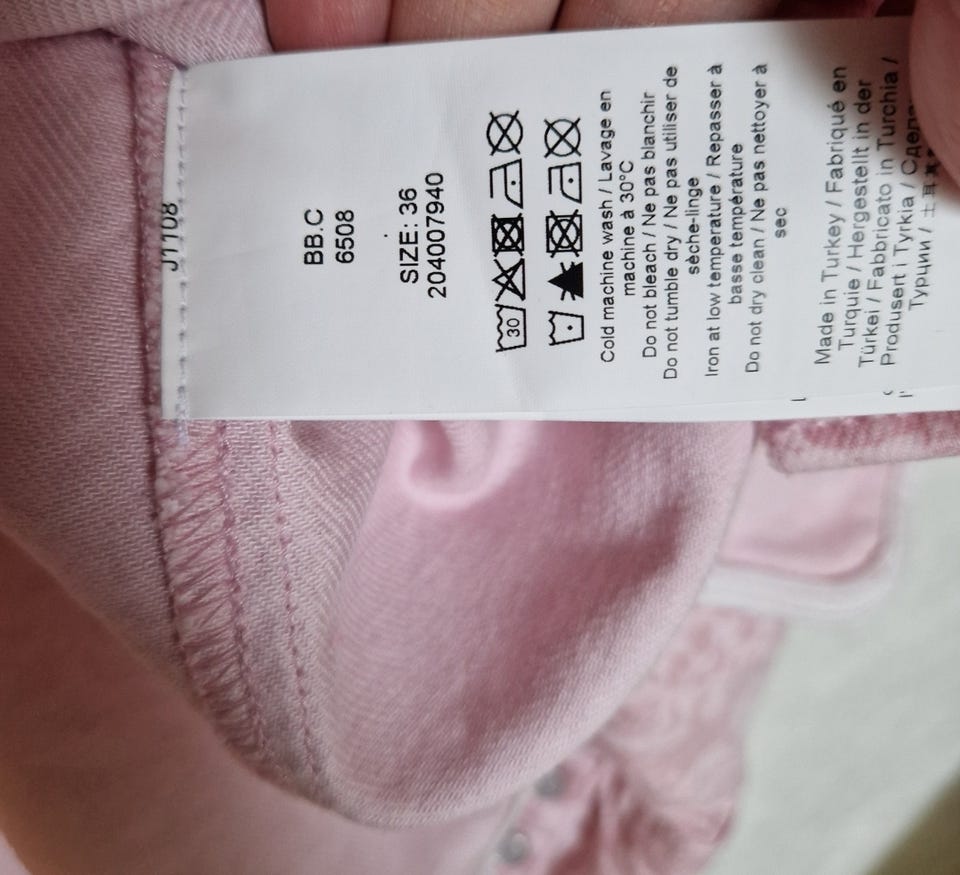 J1108
BB.C
6508
SIZE: 36
204007940
30
Cold machine wash / Lavage en
machine à 30°C
Do not bleach / Ne pas blanchir
Do not tumble dry / Ne pas utiliser de
sèche-linge
Iron at low temperature / Repasser à
basse température
Do not dry clean / Ne pas nettoyer à
sec
Made in Turkey / Fabriqué en
Turquie / Hergestellt in der
Türkei / Fabbricato in Turchia /
Produsert i Tyrkia /
Турции / 土耳其